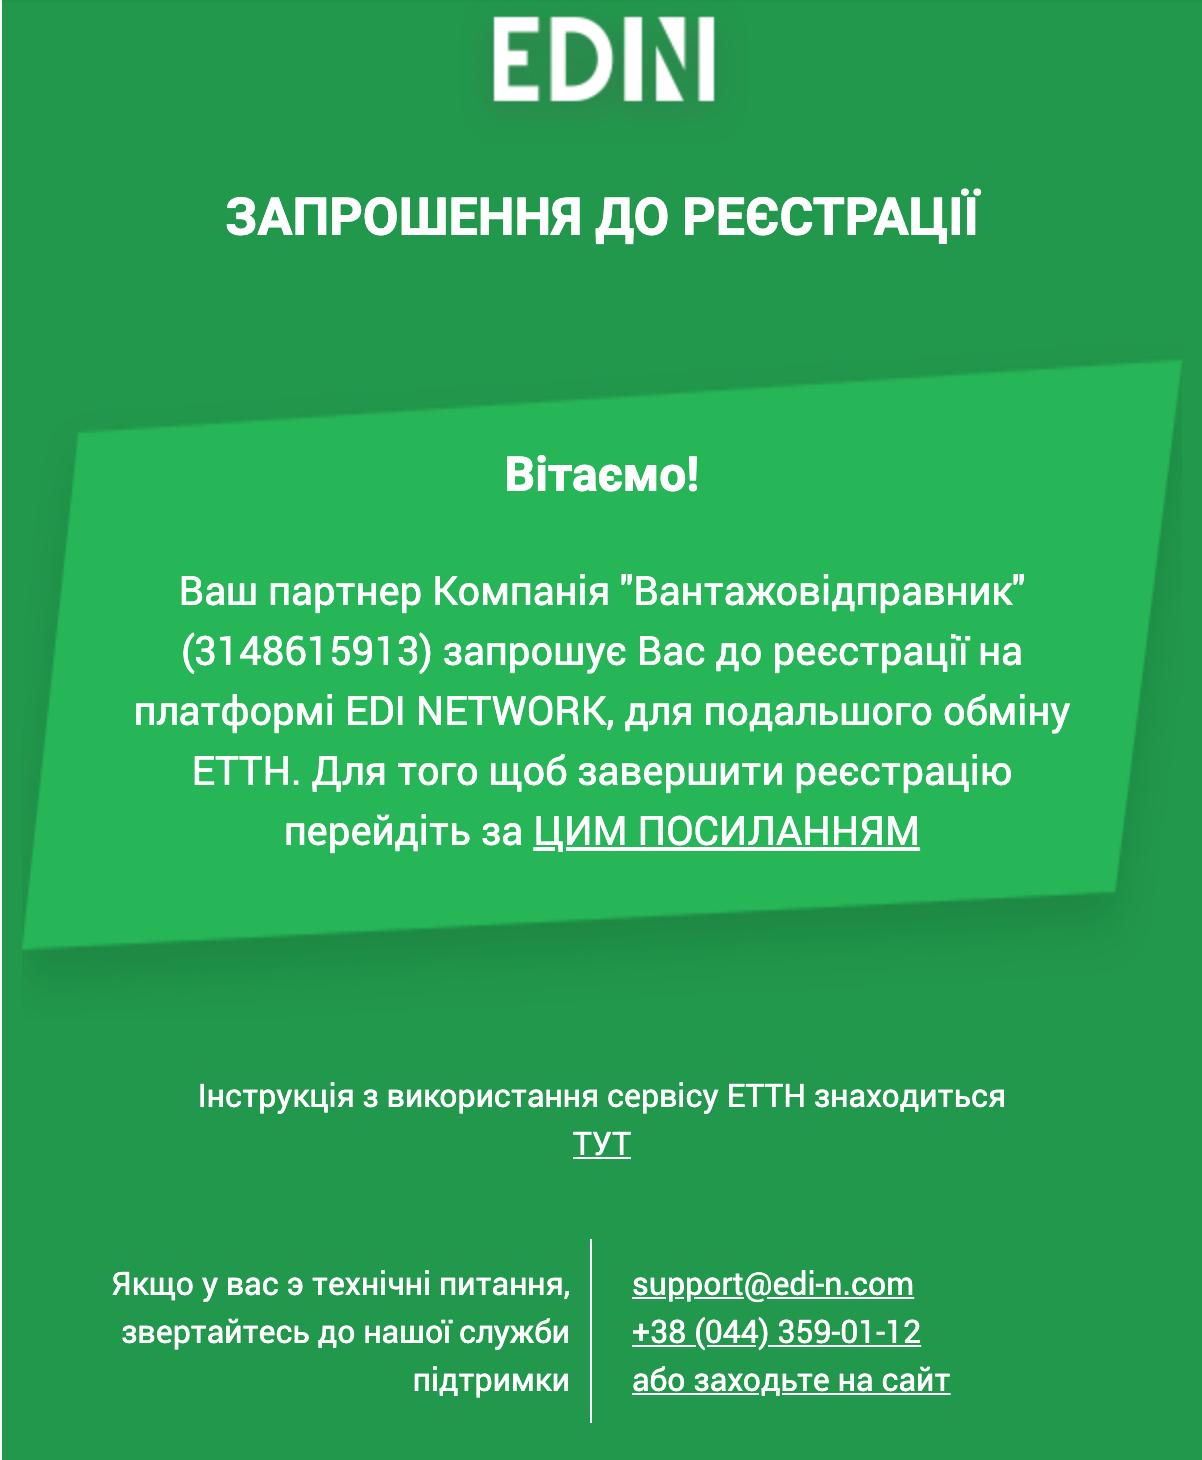 EDIN
ЗАПРОШЕННЯ ДО РЕЄСТРАЦІЇ
Вітаємо!
Ваш партнер Компанія "Вантажовідправник"
(3148615913) запрошує Вас до реєстрації на
платформі EDI NETWORK, для подальшого обміну
ЕТТН. Для того щоб завершити реєстрацію
перейдіть за ЦИМ ПОСИЛАННЯМ
Інструкція з використання сервісу ЕТТН знаходиться
ТУТ
Якщо у вас э технічні питання,
звертайтесь до нашої служби
підтримки
support@edi-n.com
+38 (044) 359-01-12
або заходьте на сайт